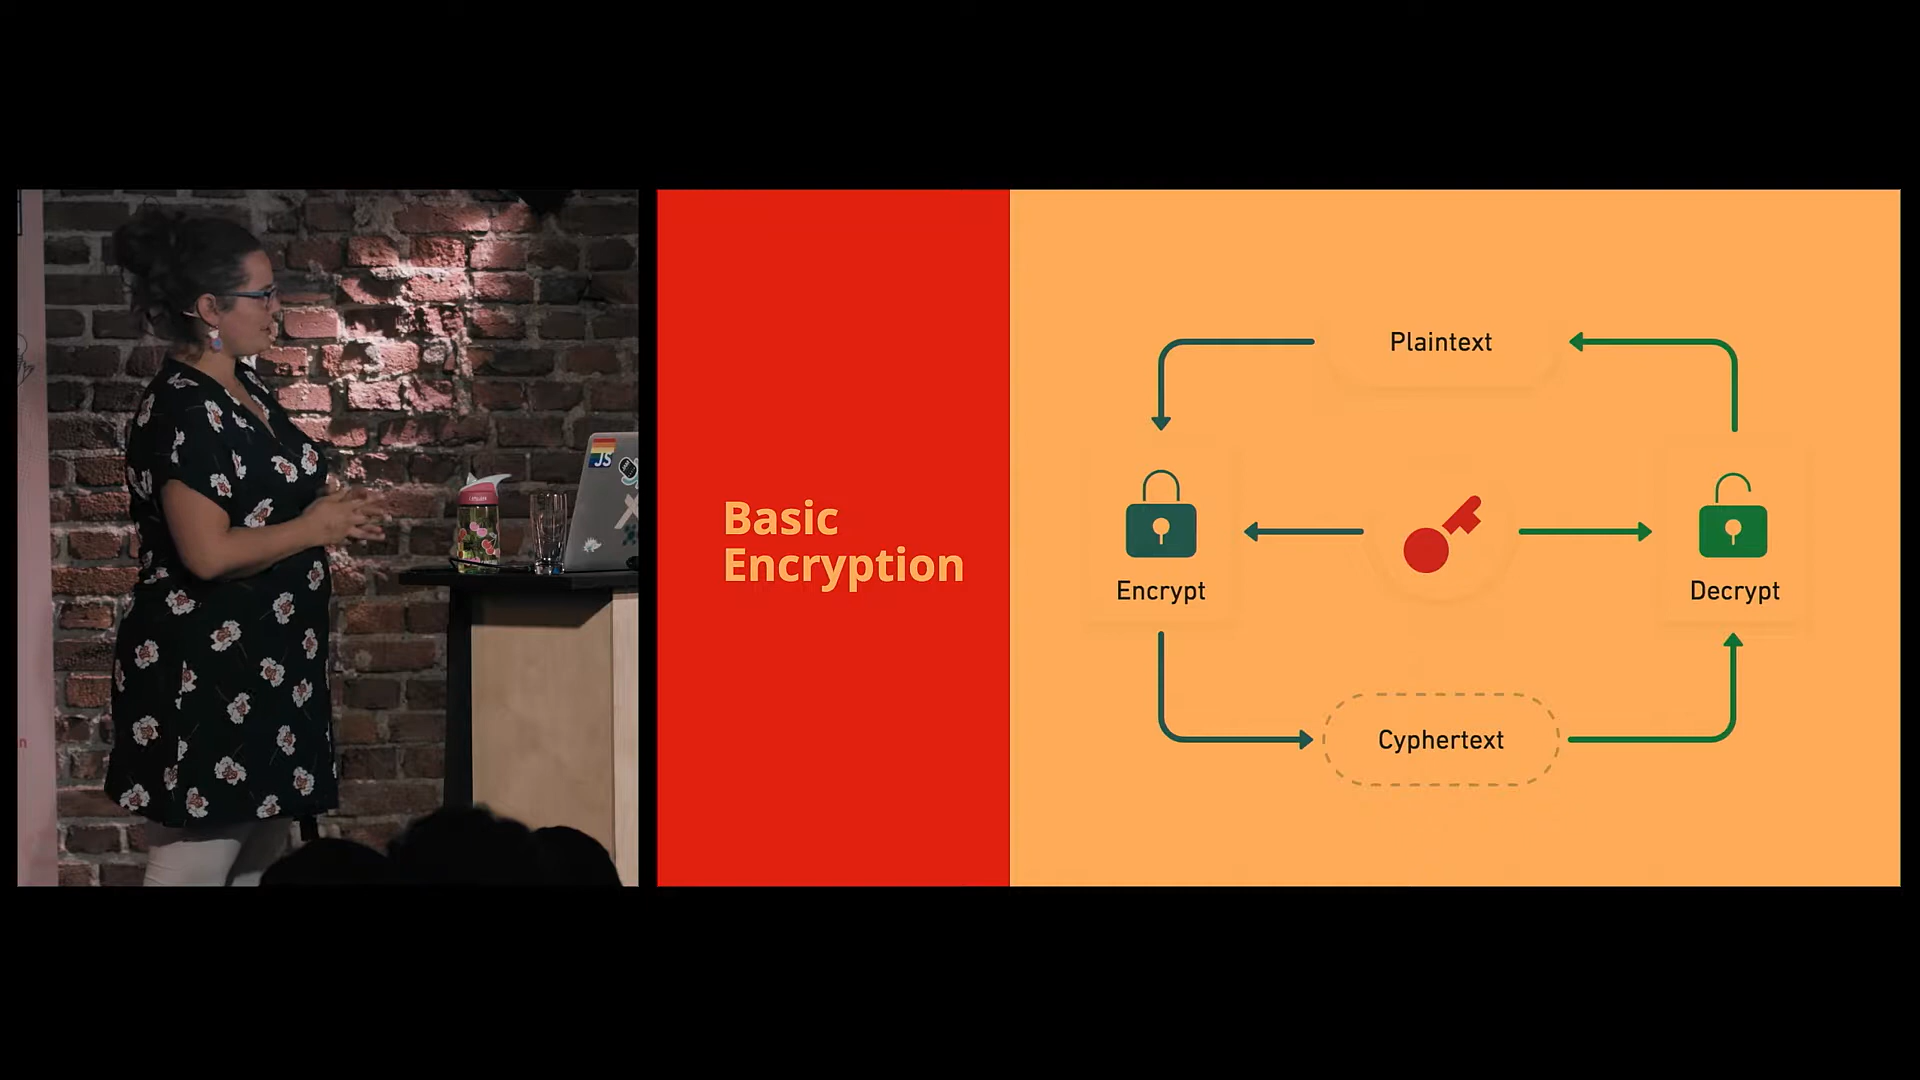 JS
Basic
Encryption
Plaintext
Encrypt
Decrypt
Cyphertext